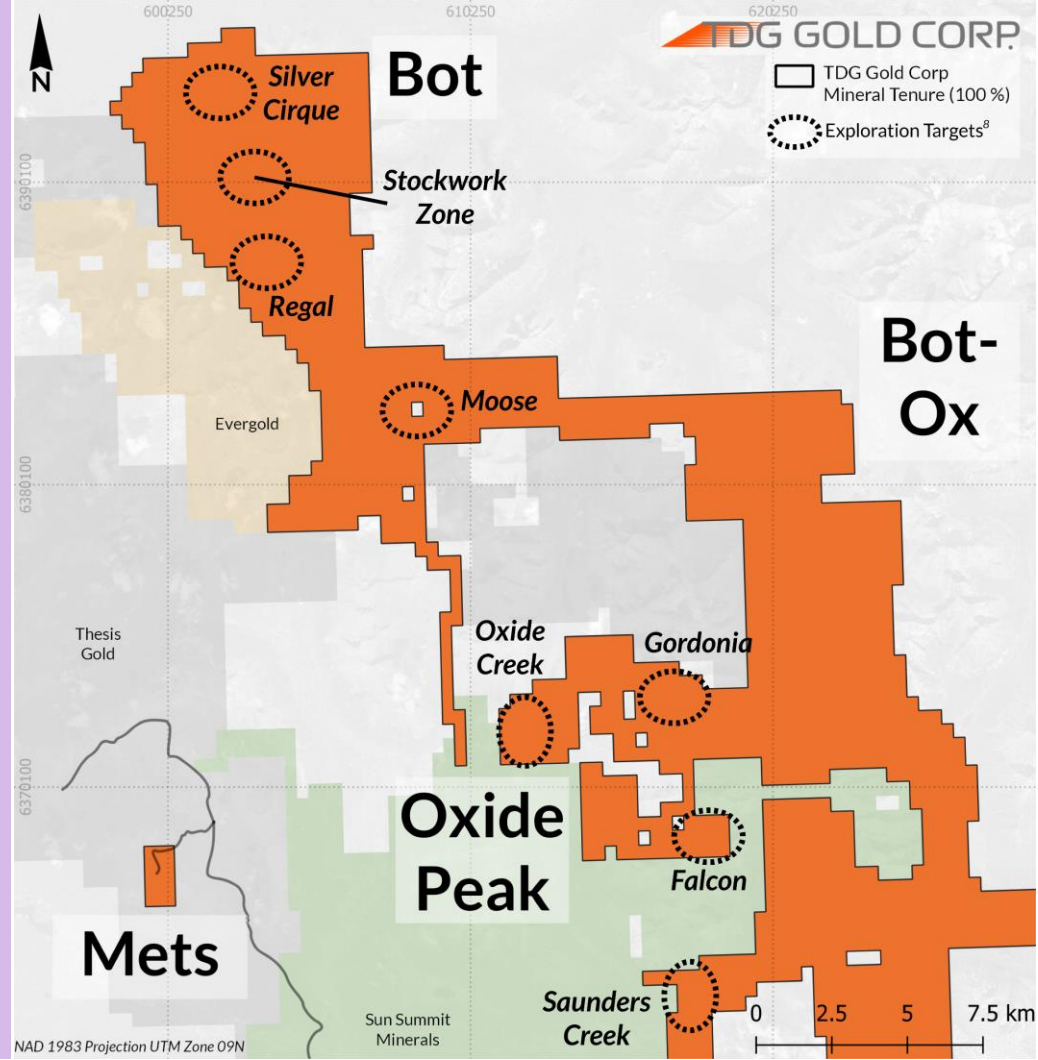 600250
610250
620250
N
Bot
TDG GOLD CORP.
TDG Gold Corp
Mineral Tenure (100 %)
Exploration Targets⁸
Silver
Cirque
6390100
Stockwork
Zone
Regal
Bot-
Ox
Moose
Evergold
6380100
Thesis
Gold
Oxide
Creek
Gordonia
6370100
Oxide
Peak
Falcon
Mets
Saunders
Creek
Sun Summit
Minerals
0 2.5 5 7.5 km
NAD 1983 Projection UTM Zone 09N